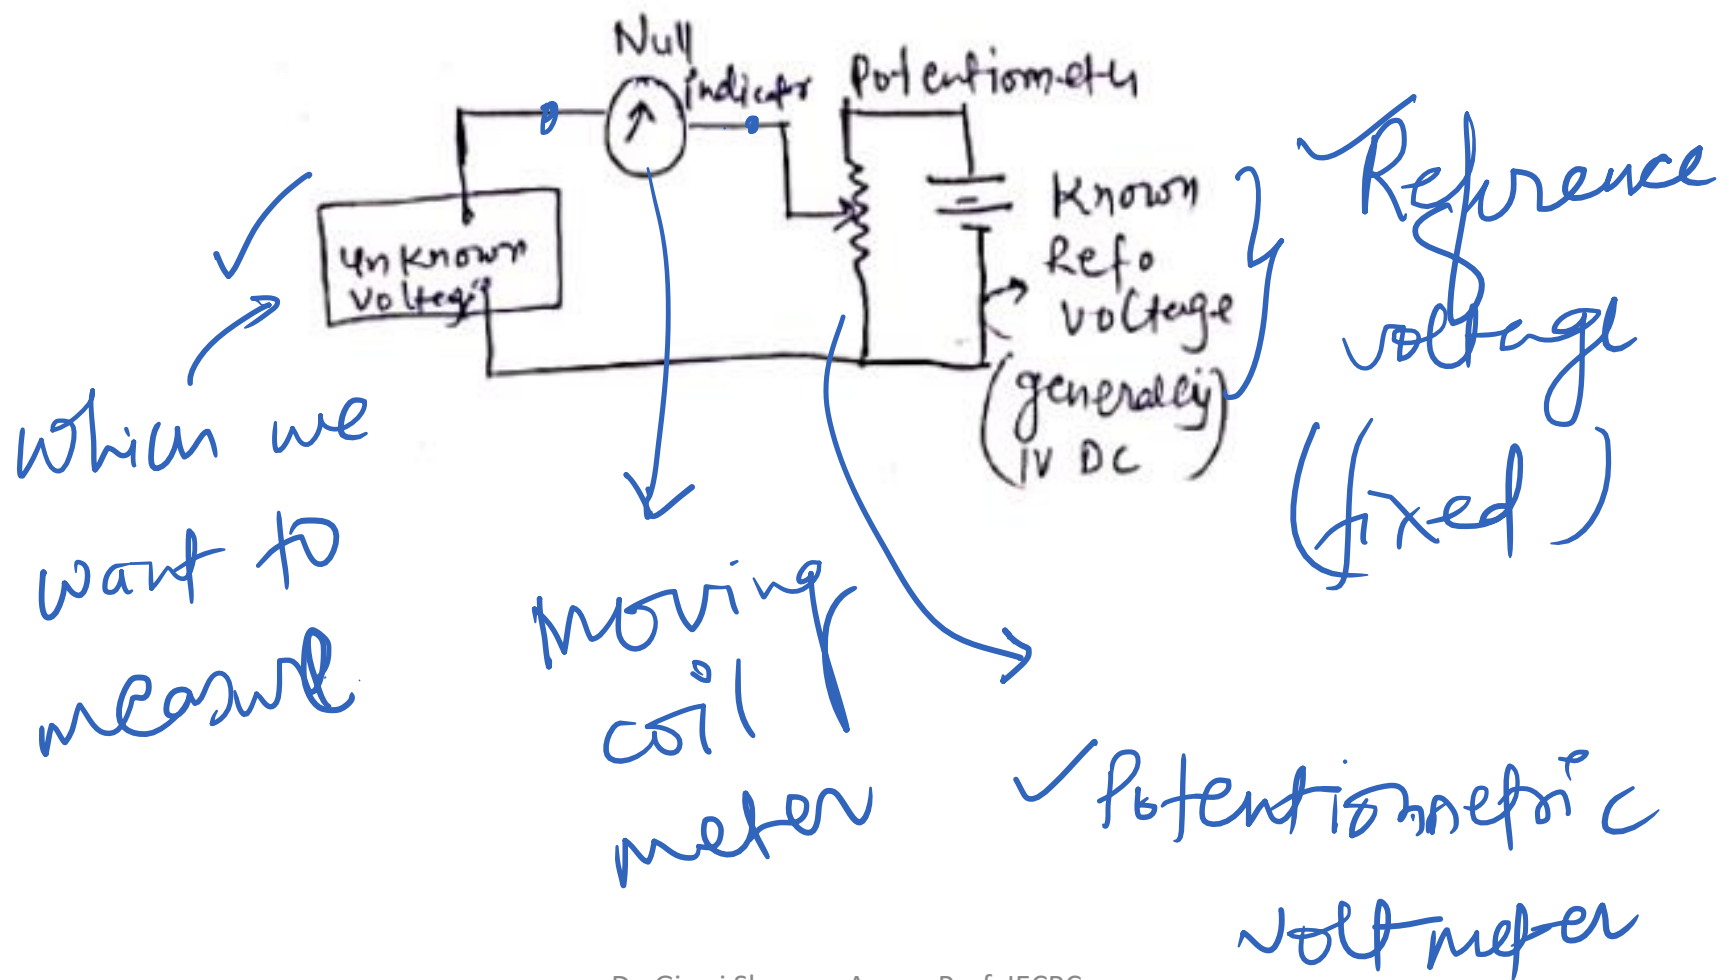 Null
indicator
Potentiometer
Unknown
Voltage
Known
Ref.
Voltage
(generally
1V DC)
Reference
voltage
(fixed)
which we
want to
measure
moving
coil
meter
Potentiometric
voltmeter